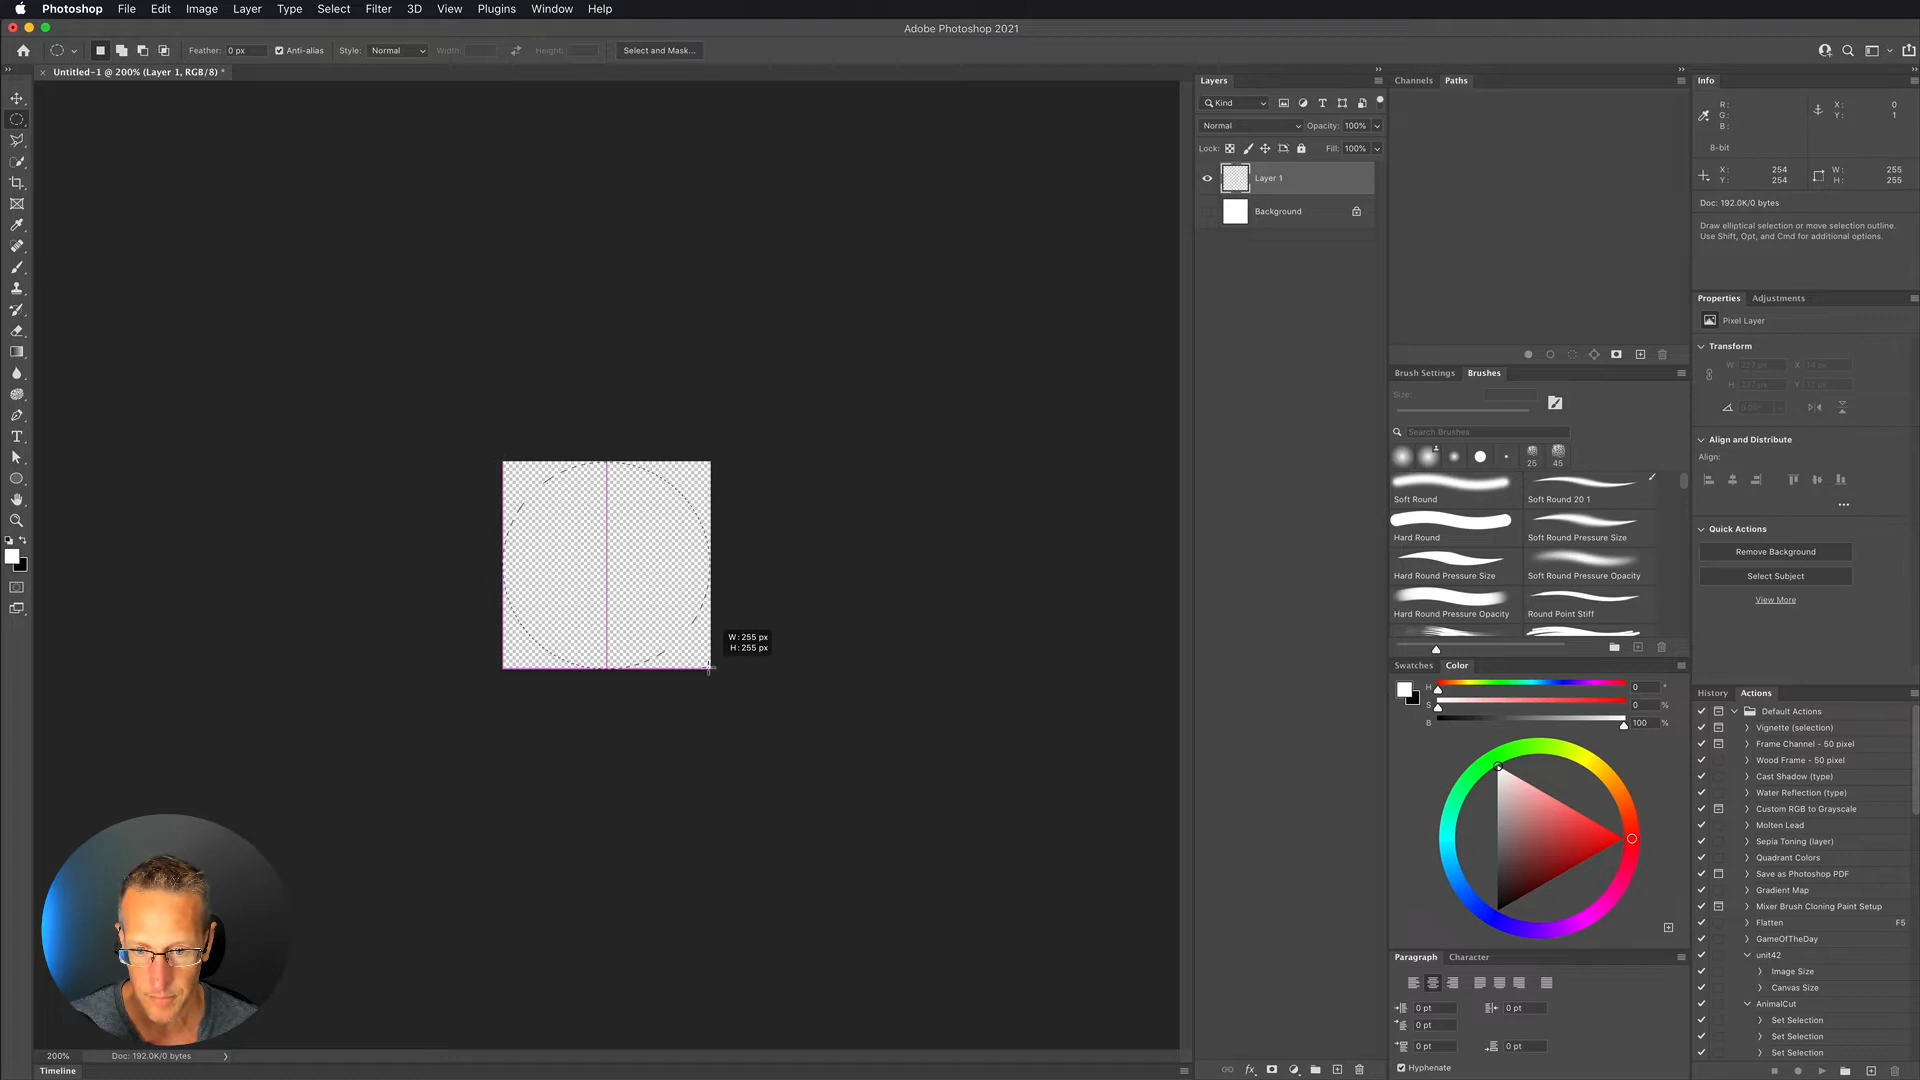 Photoshop File Edit Image Layer Type Select Filter 3D View Plugins Window Help
Adobe Photoshop 2021
Feather: 0 px Anti-alias Style: Normal Width: Height: Select and Mask...
Untitled-1 @ 200% (Layer 1, RGB/8) *
W: 255 px
H: 255 px
200% Doc: 192.0K/0 bytes
Timeline
Layers
Kind
Normal Opacity: 100%
Lock: Fill: 100%
Layer 1
Background
Channels Paths
Brush Settings Brushes
Size:
Search Brushes
25 45
Soft Round Soft Round 20 1
Hard Round Soft Round Pressure Size
Hard Round Pressure Size Soft Round Pressure Opacity
Hard Round Pressure Opacity Round Point Stiff
Swatches Color
H 0 °
S 0 %
B 100 %
Paragraph Character
0 pt 0 pt
0 pt
0 pt 0 pt
Hyphenate
Info
R: X: 0
G: Y: 1
B:
8-bit
X: 254 W: 255
Y: 254 H: 255
Doc: 192.0K/0 bytes
Draw elliptical selection or move selection outline.
Use Shift, Opt, and Cmd for additional options.
Properties Adjustments
Pixel Layer
Transform
W X 14 px
H Y
0.00°
Align and Distribute
Align:
Quick Actions
Remove Background
Select Subject
View More
History Actions
Default Actions
Vignette (selection)
Frame Channel - 50 pixel
Wood Frame - 50 pixel
Cast Shadow (type)
Water Reflection (type)
Custom RGB to Grayscale
Molten Lead
Sepia Toning (layer)
Quadrant Colors
Save as Photoshop PDF
Gradient Map
Mixer Brush Cloning Paint Setup
Flatten F5
GameOfTheDay
unit42
Image Size
Canvas Size
AnimalCut
Set Selection
Set Selection
Set Selection